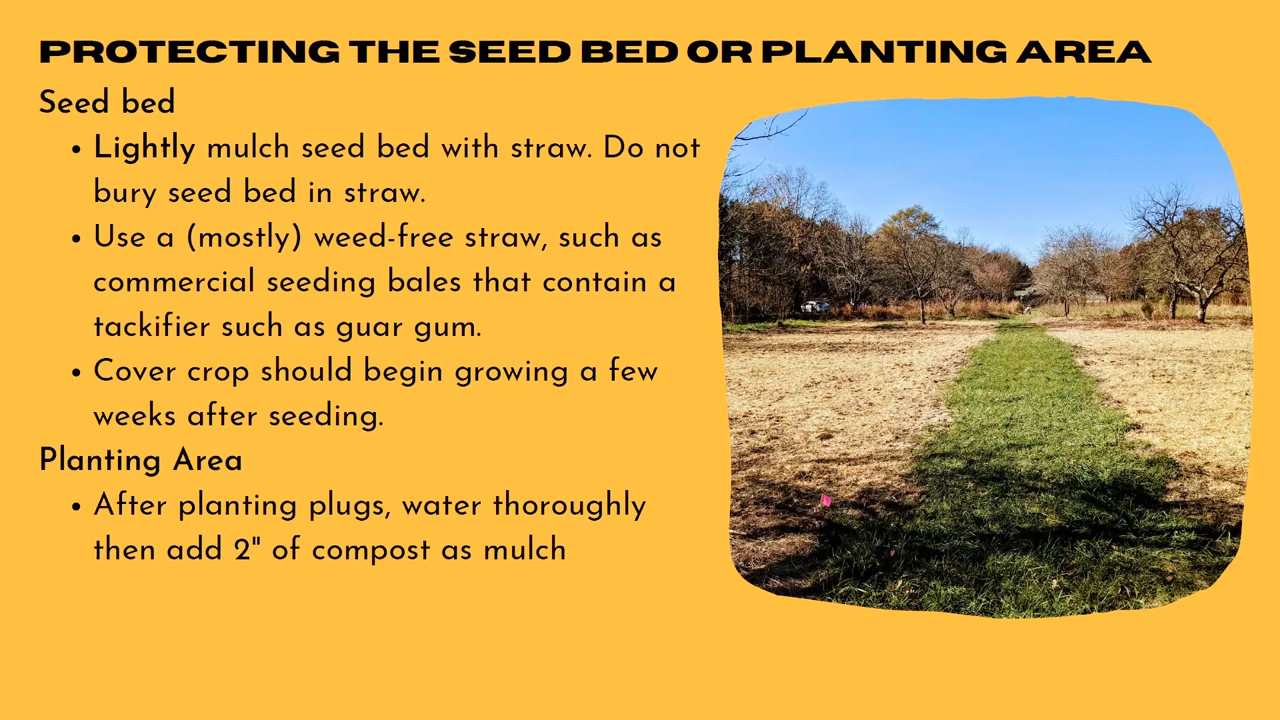 PROTECTING THE SEED BED OR PLANTING AREA
Seed bed
• Lightly mulch seed bed with straw. Do not
bury seed bed in straw.
• Use a (mostly) weed-free straw, such as
commercial seeding bales that contain a
tackifier such as guar gum.
• Cover crop should begin growing a few
weeks after seeding.
Planting Area
• After planting plugs, water thoroughly
then add 2" of compost as mulch